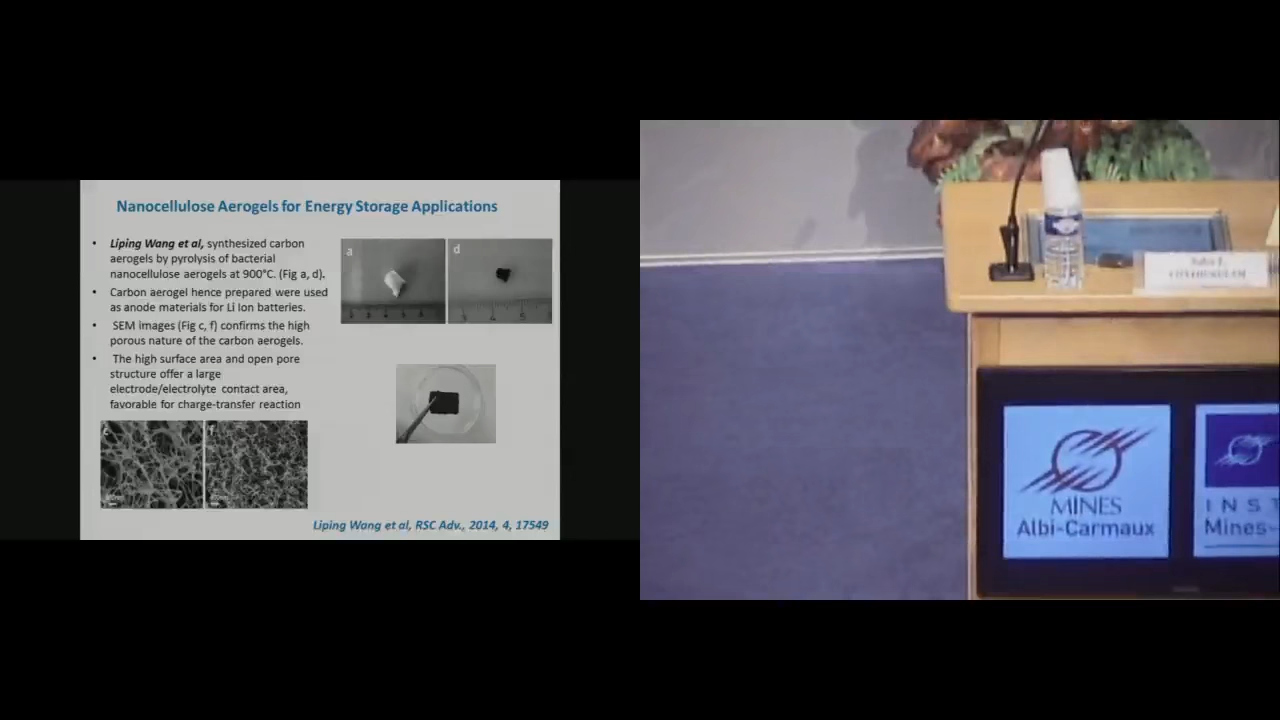 Nanocellulose Aerogels for Energy Storage Applications
• Liping Wang et al, synthesized carbon
aerogels by pyrolysis of bacterial
nanocellulose aerogels at 900°C. (Fig a, d).
• Carbon aerogel hence prepared were used
as anode materials for Li Ion batteries.
• SEM images (Fig c, f) confirms the high
porous nature of the carbon aerogels.
• The high surface area and open pore
structure offer a large
electrode/electrolyte contact area,
favorable for charge-transfer reaction
a
d
c
f
Liping Wang et al, RSC Adv., 2014, 4, 17549
MINES
Albi-Carmaux
INST
Mines-